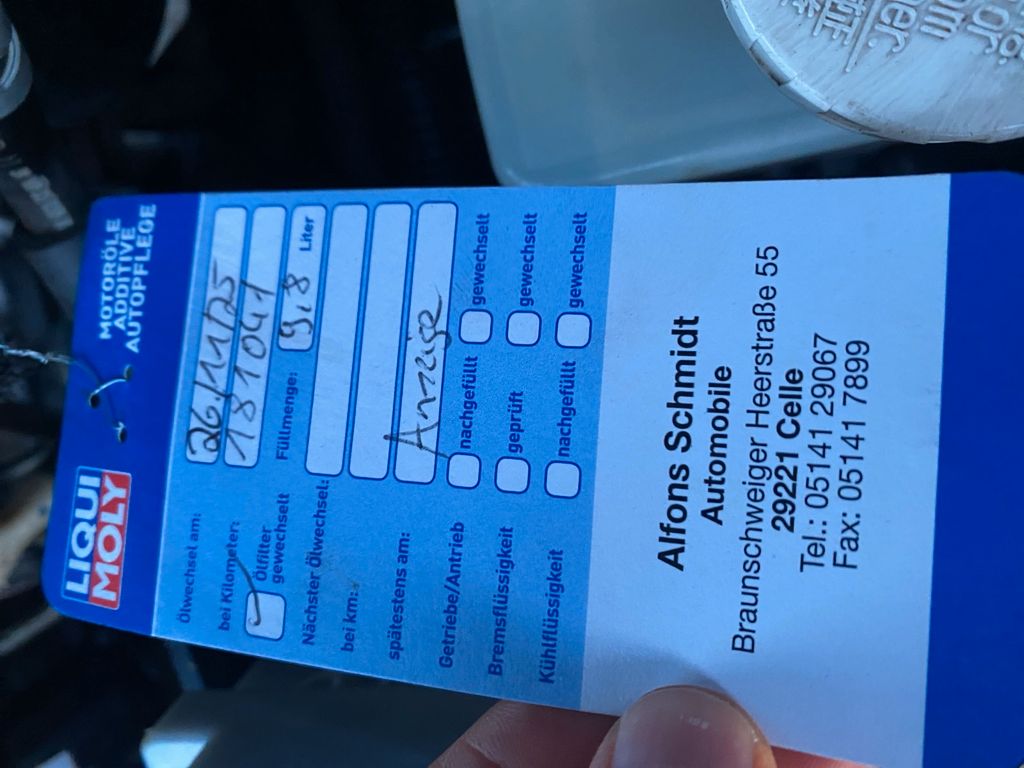 LIQUI
MOLY
MOTORÖLE
ADDITIVE
AUTOPFLEGE
Ölwechsel am: 26/11/25
bei Kilometer: 181041
Ölfilter gewechselt Füllmenge: 9,8 Liter
Nächster Ölwechsel:
bei km:
spätestens am: Anzeige
Getriebe/Antrieb nachgefüllt gewechselt
Bremsflüssigkeit geprüft gewechselt
Kühlflüssigkeit nachgefüllt gewechselt
Alfons Schmidt
Automobile
Braunschweiger Heerstraße 55
29221 Celle
Tel.: 05141 29067
Fax: 05141 7899